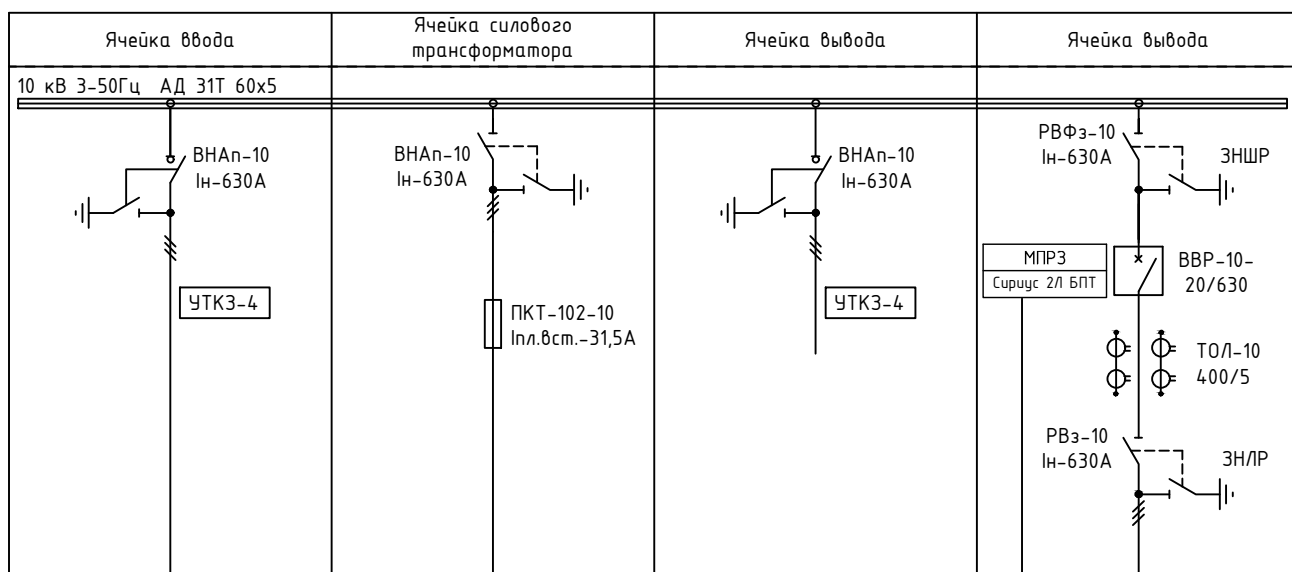 Ячейка ввода
Ячейка силового
трансформатора
Ячейка вывода
Ячейка вывода
10 кВ 3-50Гц АД 31Т 60х5
ВНАп-10
Iн-630А
УТКЗ-4
ВНАп-10
Iн-630А
ПКТ-102-10
Iпл.вст.-31,5А
ВНАп-10
Iн-630А
УТКЗ-4
РВФз-10
Iн-630А
ЗНШР
МПРЗ
Сириус 2Л БПТ
ВВР-10-
20/630
ТОЛ-10
400/5
РВз-10
Iн-630А
ЗНЛР